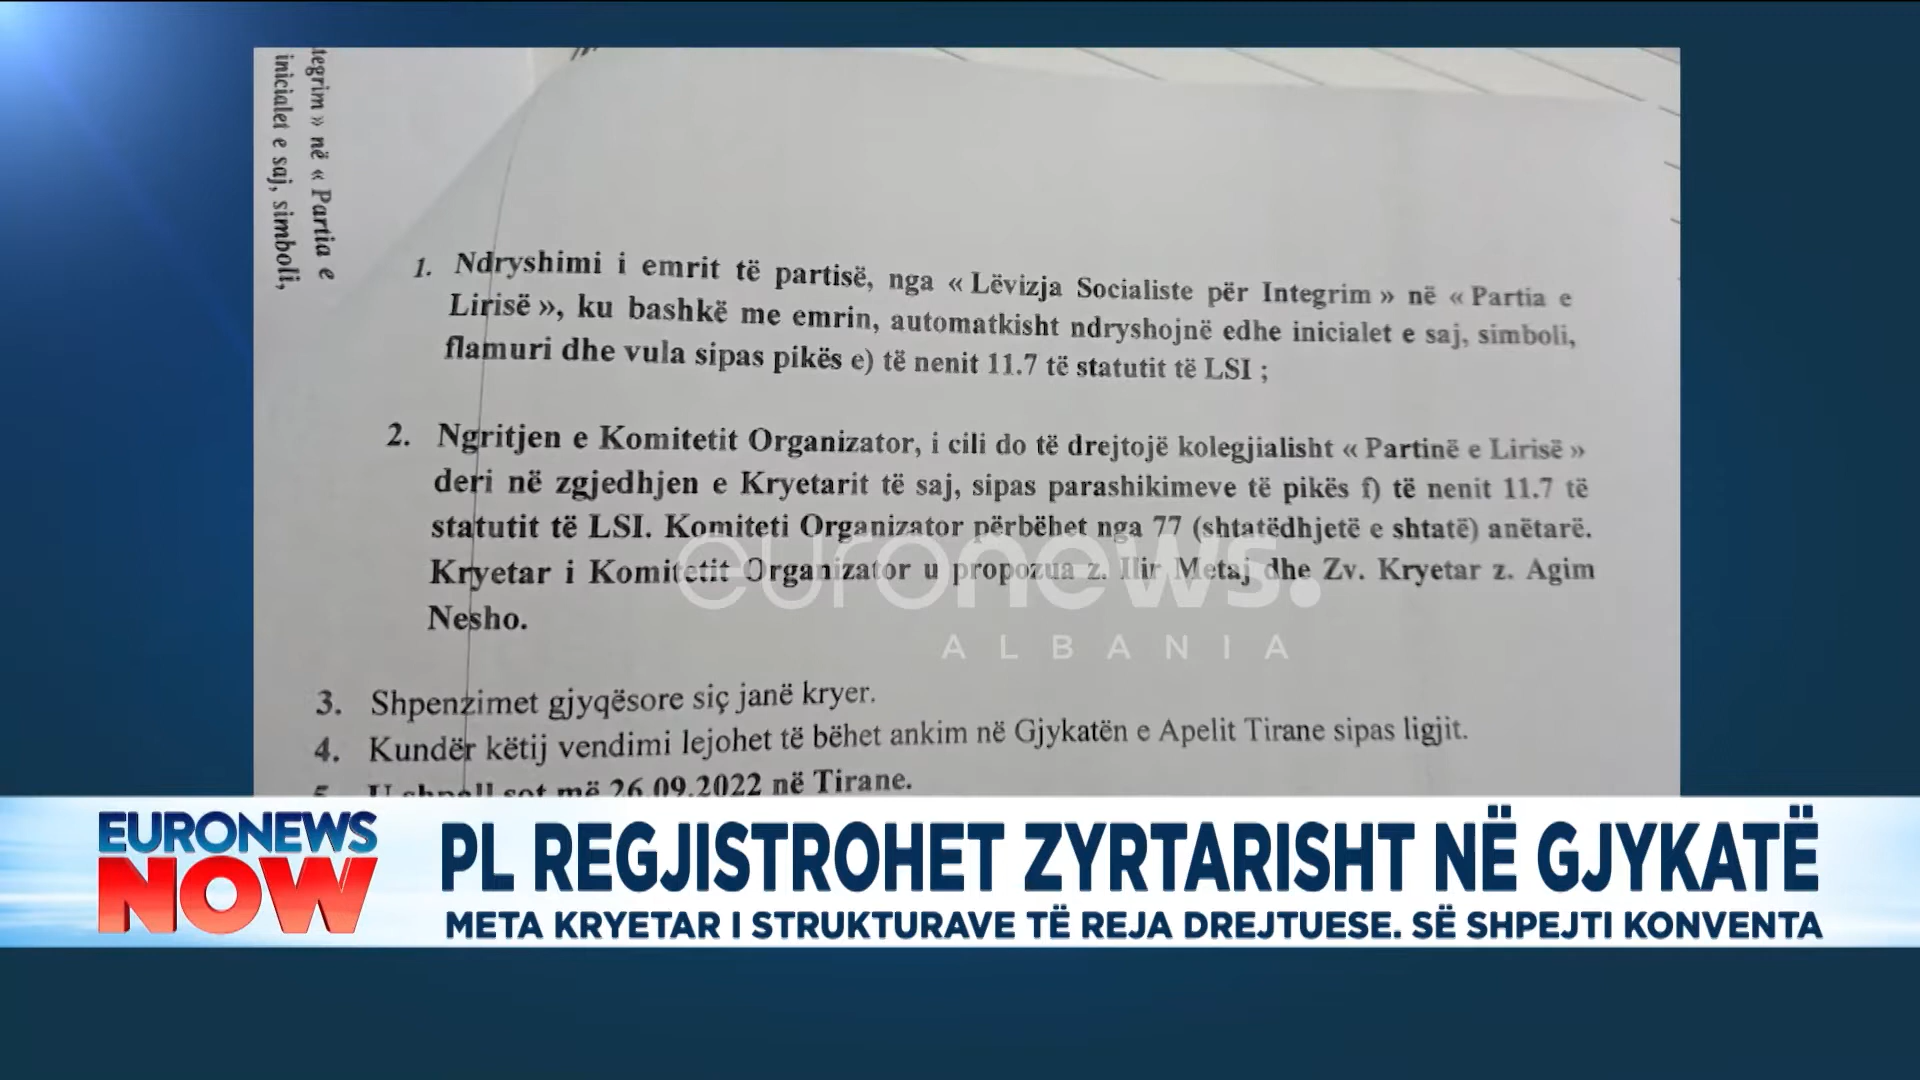 tegrim » në « Partia e
inicialet e saj, simboli,
1. Ndryshimi i emrit të partisë, nga « Lëvizja Socialiste për Integrim » në « Partia e
Lirisë », ku bashkë me emrin, automatkisht ndryshojnë edhe inicialet e saj, simboli,
flamuri dhe vula sipas pikës e) të nenit 11.7 të statutit të LSI ;
2. Ngritjen e Komitetit Organizator, i cili do të drejtojë kolegjialisht « Partinë e Lirisë »
deri në zgjedhjen e Kryetarit të saj, sipas parashikimeve të pikës f) të nenit 11.7 të
statutit të LSI. Komiteti Organizator përbëhet nga 77 (shtatëdhjetë e shtatë) anëtarë.
Kryetar i Komitetit Organizator u propozua z. Ilir Metaj dhe Zv. Kryetar z. Agim
Nesho.
euronews.
ALBANIA
3. Shpenzimet gjyqësore siç janë kryer.
4. Kundër këtij vendimi lejohet të bëhet ankim në Gjykatën e Apelit Tirane sipas ligjit.
5. U shpall sot më 26.09.2022 në Tirane.
EURONEWS
NOW
PL REGJISTROHET ZYRTARISHT NË GJYKATË
META KRYETAR I STRUKTURAVE TË REJA DREJTUESE. SË SHPEJTI KONVENTA